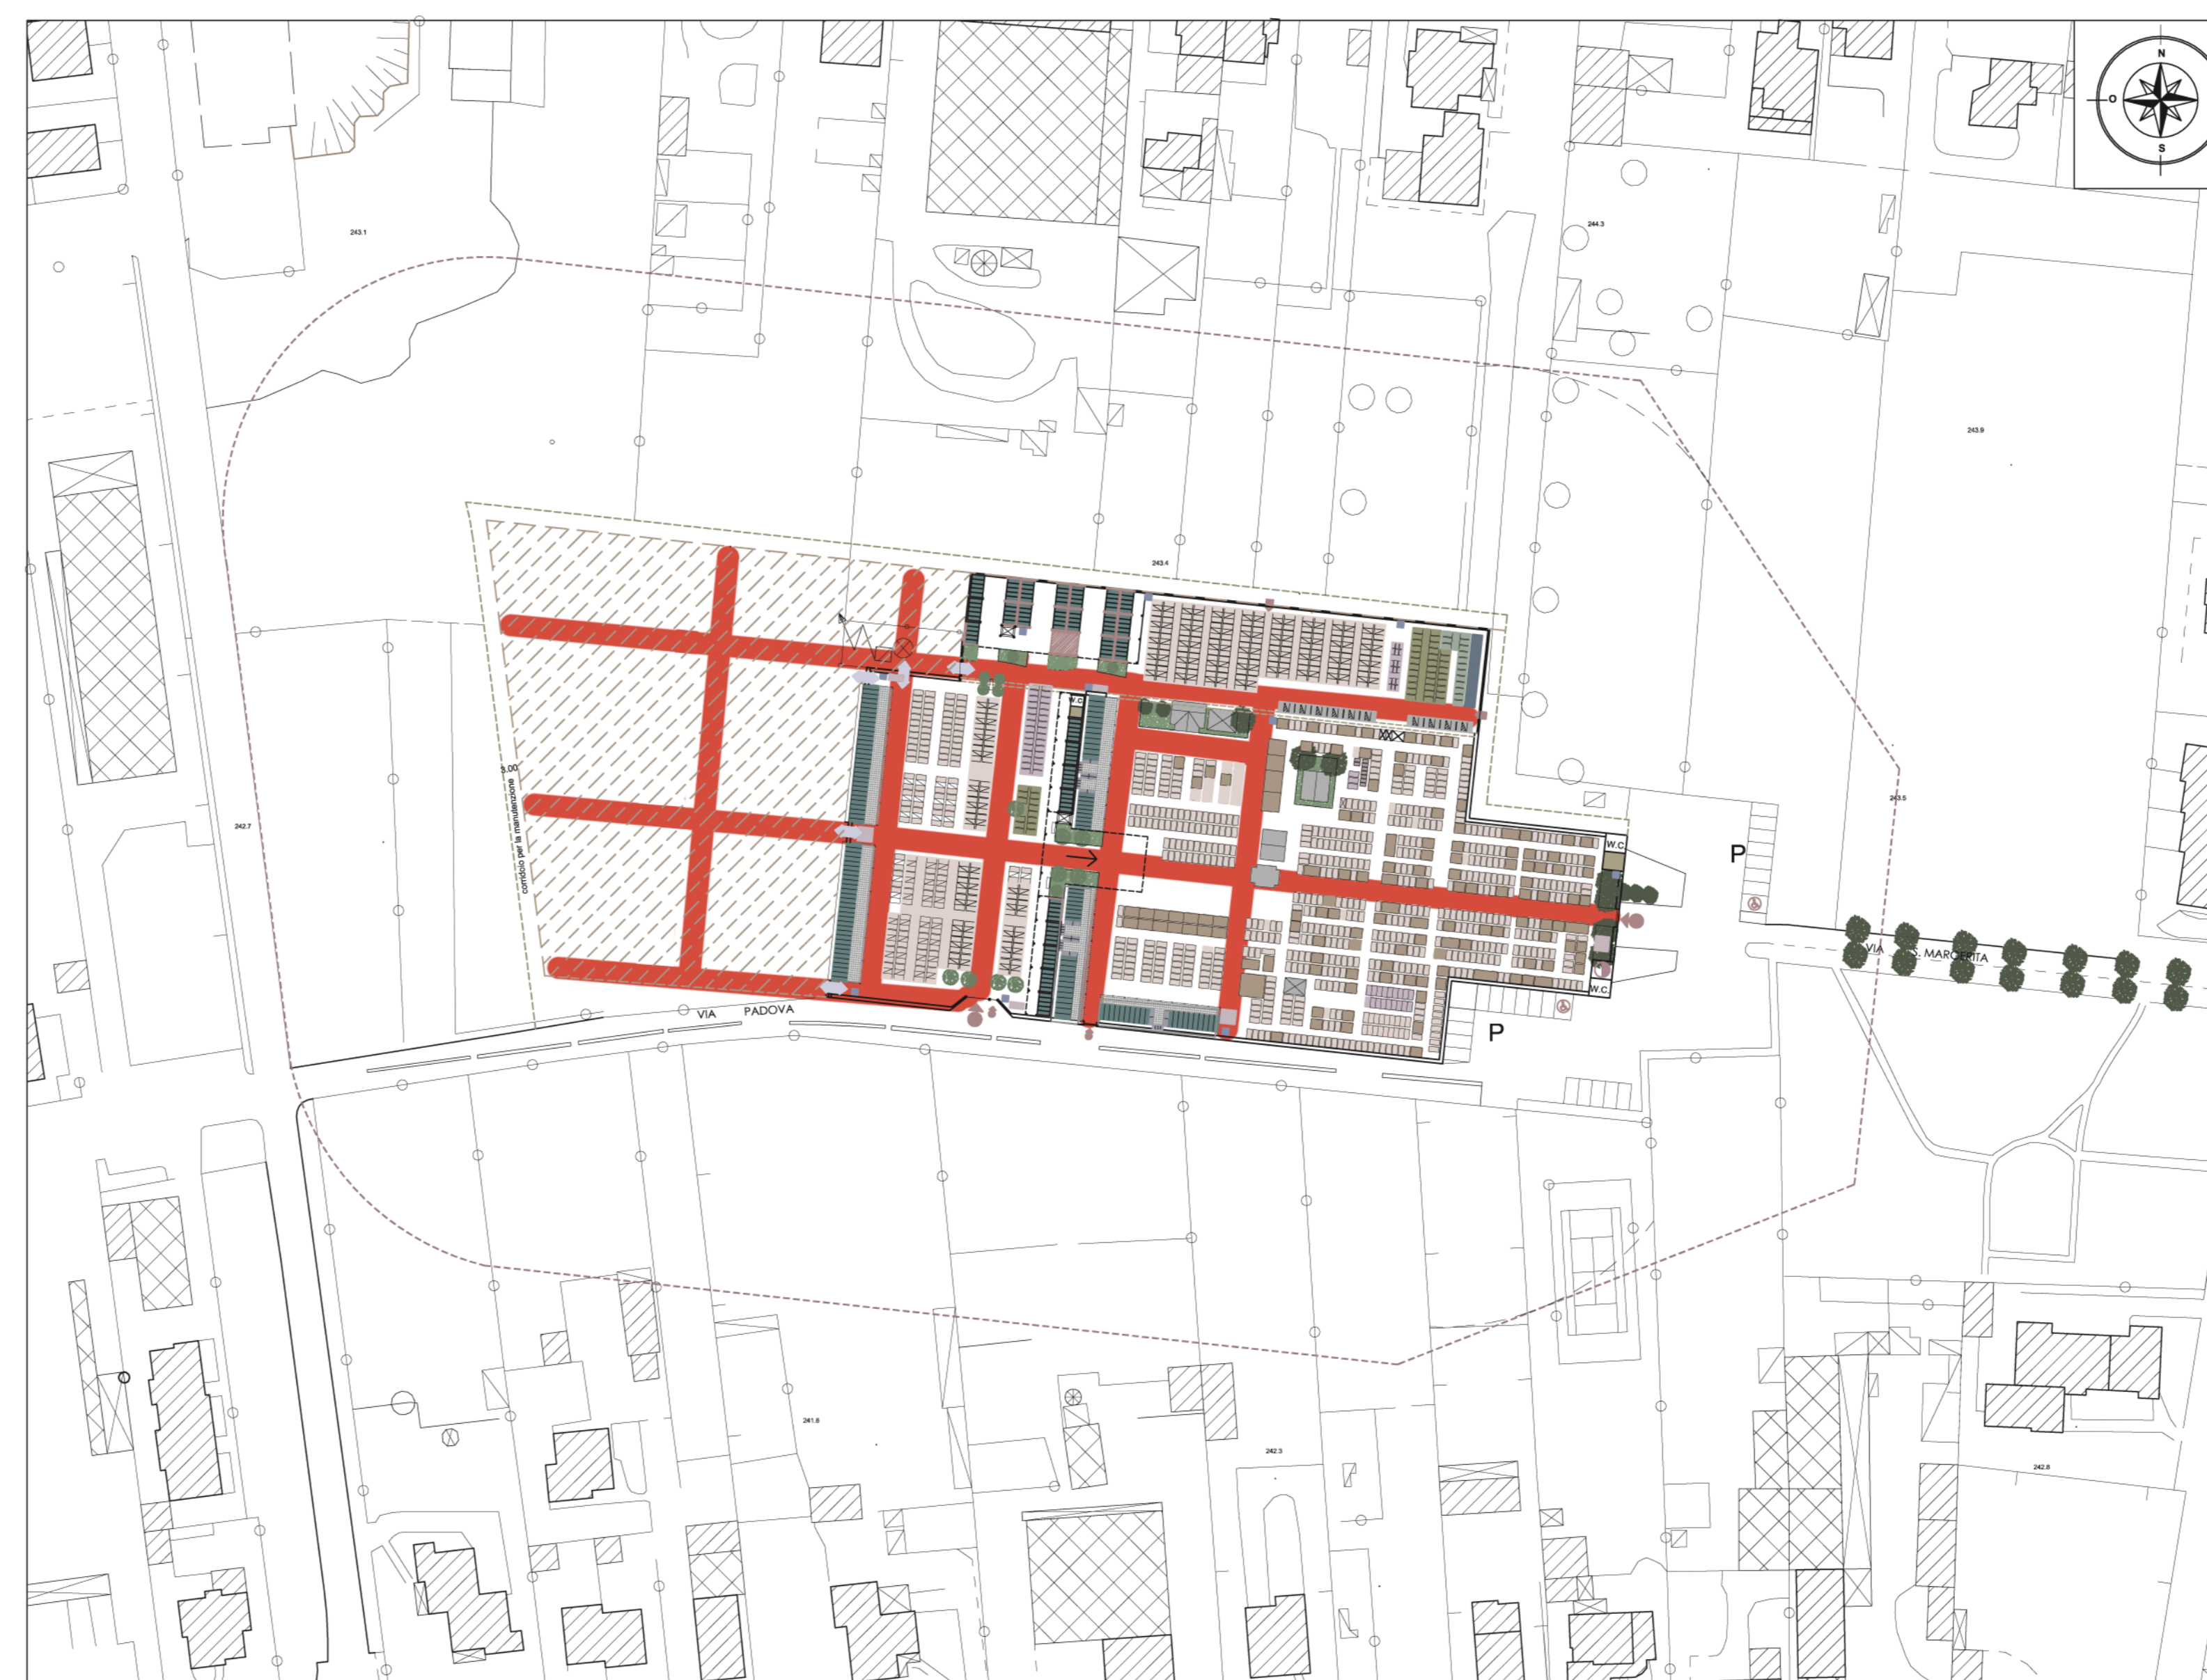 N
O
S
243.1
244.3
243.9
243.4
W.C.
3.00
corridoio per la manutenzione
242.7
243.5
W.C.
P
VIA S. MARGERITA
W.C.
VIA PADOVA
P
241.8
242.3
242.8